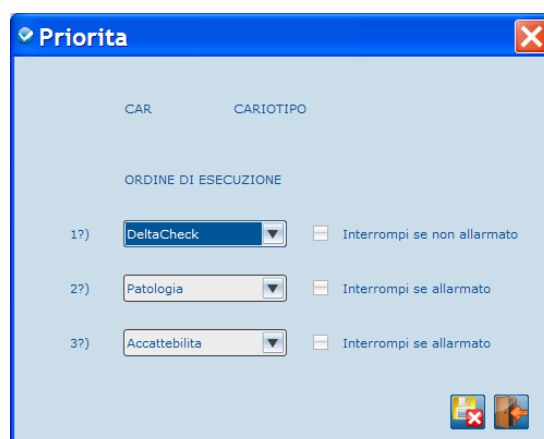 Priorita
CAR CARIOTIPO
ORDINE DI ESECUZIONE
1?) DeltaCheck Interrompi se non allarmato
2?) Patologia Interrompi se allarmato
3?) Accattebilita Interrompi se allarmato